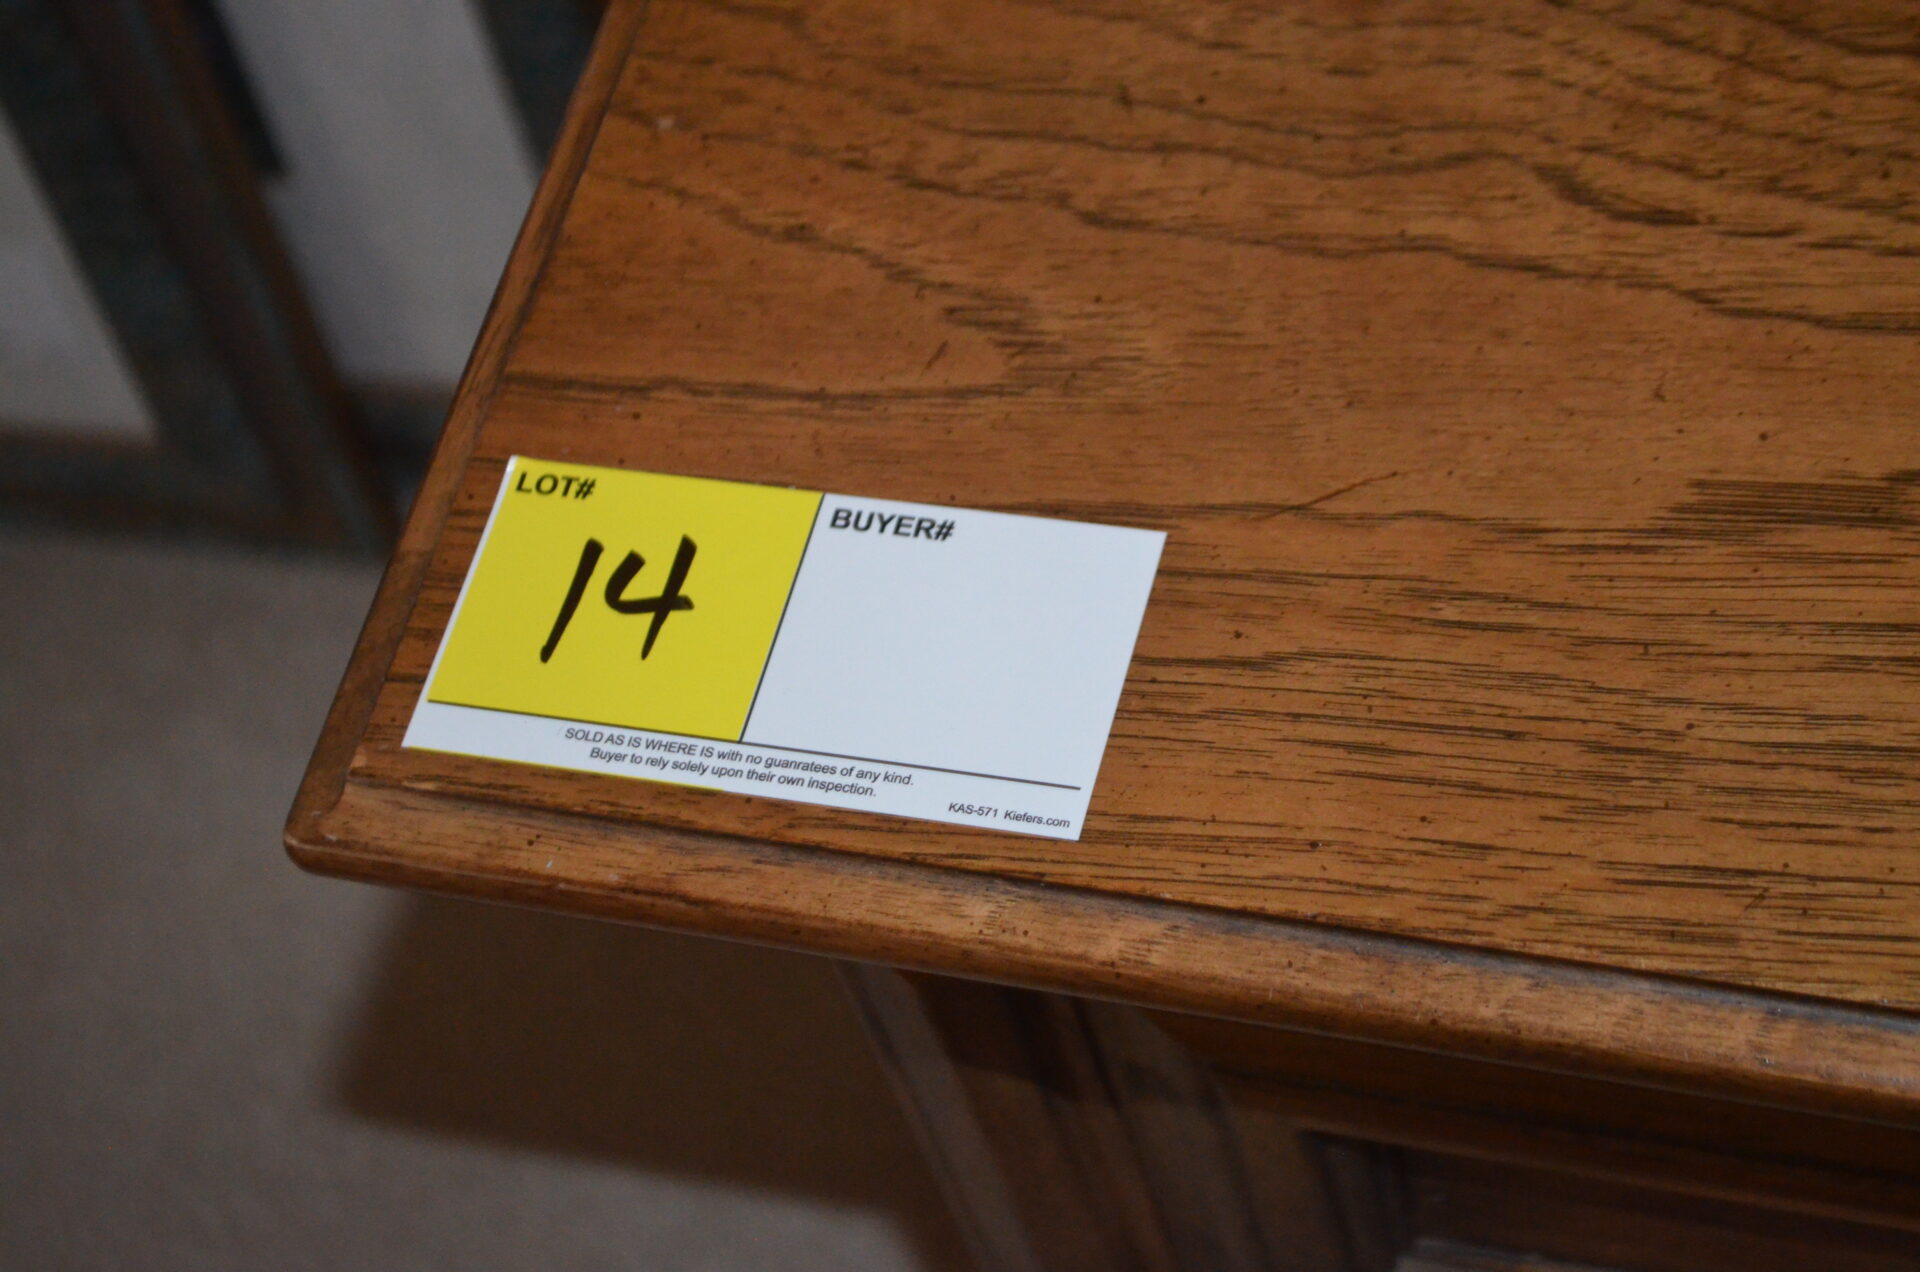 LOT#
14
BUYER#
SOLD AS IS WHERE IS with no guanratees of any kind.
Buyer to rely solely upon their own inspection.
KAS-571 Kiefers.com